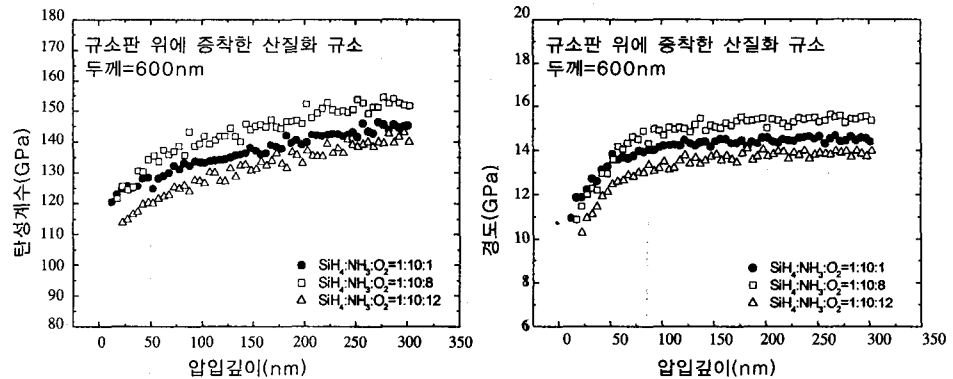 180
170
160
150
140
130
120
110
100
90
80
탄성계수(GPa)
규소판 위에 증착한 산질화 규소
두께=600nm
SiH₄:NH₃:O₂=1:10:1
SiH₄:NH₃:O₂=1:10:8
SiH₄:NH₃:O₂=1:10:12
0 50 100 150 200 250 300 350
압입깊이(nm)
20
18
16
14
12
10
8
6
경도(GPa)
규소판 위에 증착한 산질화 규소
두께=600nm
SiH₄:NH₃:O₂=1:10:1
SiH₄:NH₃:O₂=1:10:8
SiH₄:NH₃:O₂=1:10:12
0 50 100 150 200 250 300 350
압입깊이(nm)